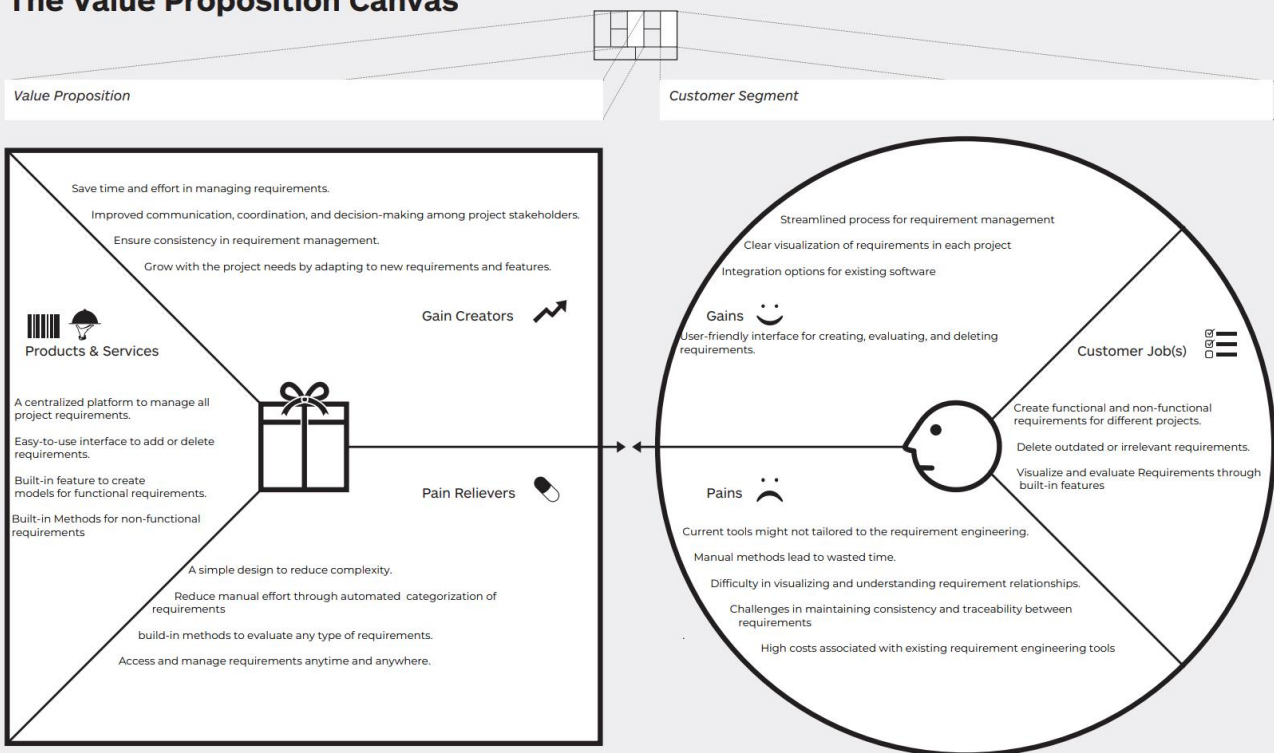 The Value Proposition Canvas
Value Proposition
Customer Segment
Save time and effort in managing requirements.
Improved communication, coordination, and decision-making among project stakeholders.
Ensure consistency in requirement management.
Grow with the project needs by adapting to new requirements and features.
Gain Creators
Products & Services
A centralized platform to manage all
project requirements.
Easy-to-use interface to add or delete
requirements.
Built-in feature to create
models for functional requirements.
Built-in Methods for non-functional
requirements
Pain Relievers
A simple design to reduce complexity.
Reduce manual effort through automated categorization of
requirements
build-in methods to evaluate any type of requirements.
Access and manage requirements anytime and anywhere.
Streamlined process for requirement management
Clear visualization of requirements in each project
Integration options for existing software
Gains
User-friendly interface for creating, evaluating, and deleting
requirements.
Customer Job(s)
Create functional and non-functional
requirements for different projects.
Delete outdated or irrelevant requirements.
Visualize and evaluate Requirements through
built-in features
Pains
Current tools might not tailored to the requirement engineering.
Manual methods lead to wasted time.
Difficulty in visualizing and understanding requirement relationships.
Challenges in maintaining consistency and traceability between
requirements
High costs associated with existing requirement engineering tools